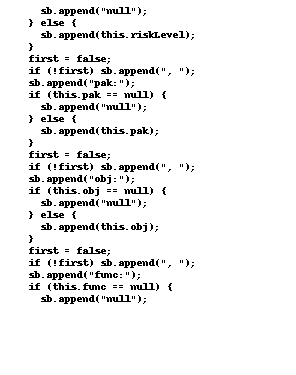 sb.append("null");
} else {
sb.append(this.riskLevel);
}
first = false;
if (!first) sb.append(", ");
sb.append("pak:");
if (this.pak == null) {
sb.append("null");
} else {
sb.append(this.pak);
}
first = false;
if (!first) sb.append(", ");
sb.append("obj:");
if (this.obj == null) {
sb.append("null");
} else {
sb.append(this.obj);
}
first = false;
if (!first) sb.append(", ");
sb.append("func:");
if (this.func == null) {
sb.append("null");